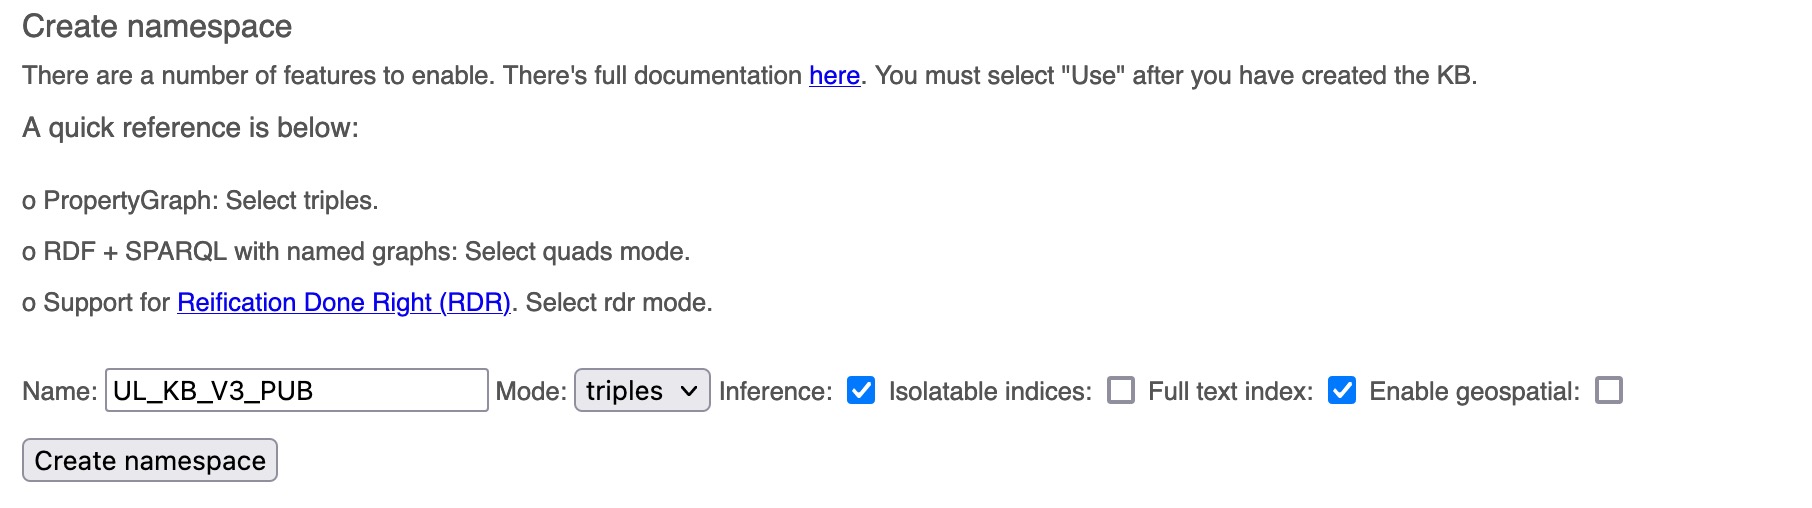 Create namespace
There are a number of features to enable. There's full documentation here. You must select "Use" after you have created the KB.
A quick reference is below:
o PropertyGraph: Select triples.
o RDF + SPARQL with named graphs: Select quads mode.
o Support for Reification Done Right (RDR). Select rdr mode.
Name: UL_KB_V3_PUB Mode: triples Inference: Isolatable indices: Full text index: Enable geospatial:
Create namespace